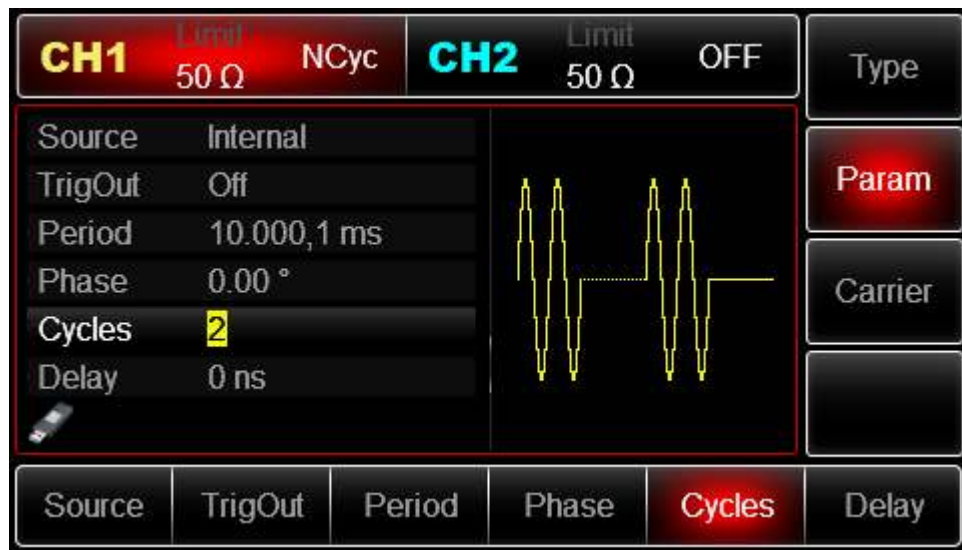 CH1 Limit 50 Ω NCyc CH2 Limit 50 Ω OFF
Type
Source Internal
TrigOut Off
Period 10.000,1 ms
Phase 0.00 °
Cycles 2
Delay 0 ns
Param
Carrier
Source TrigOut Period Phase Cycles Delay